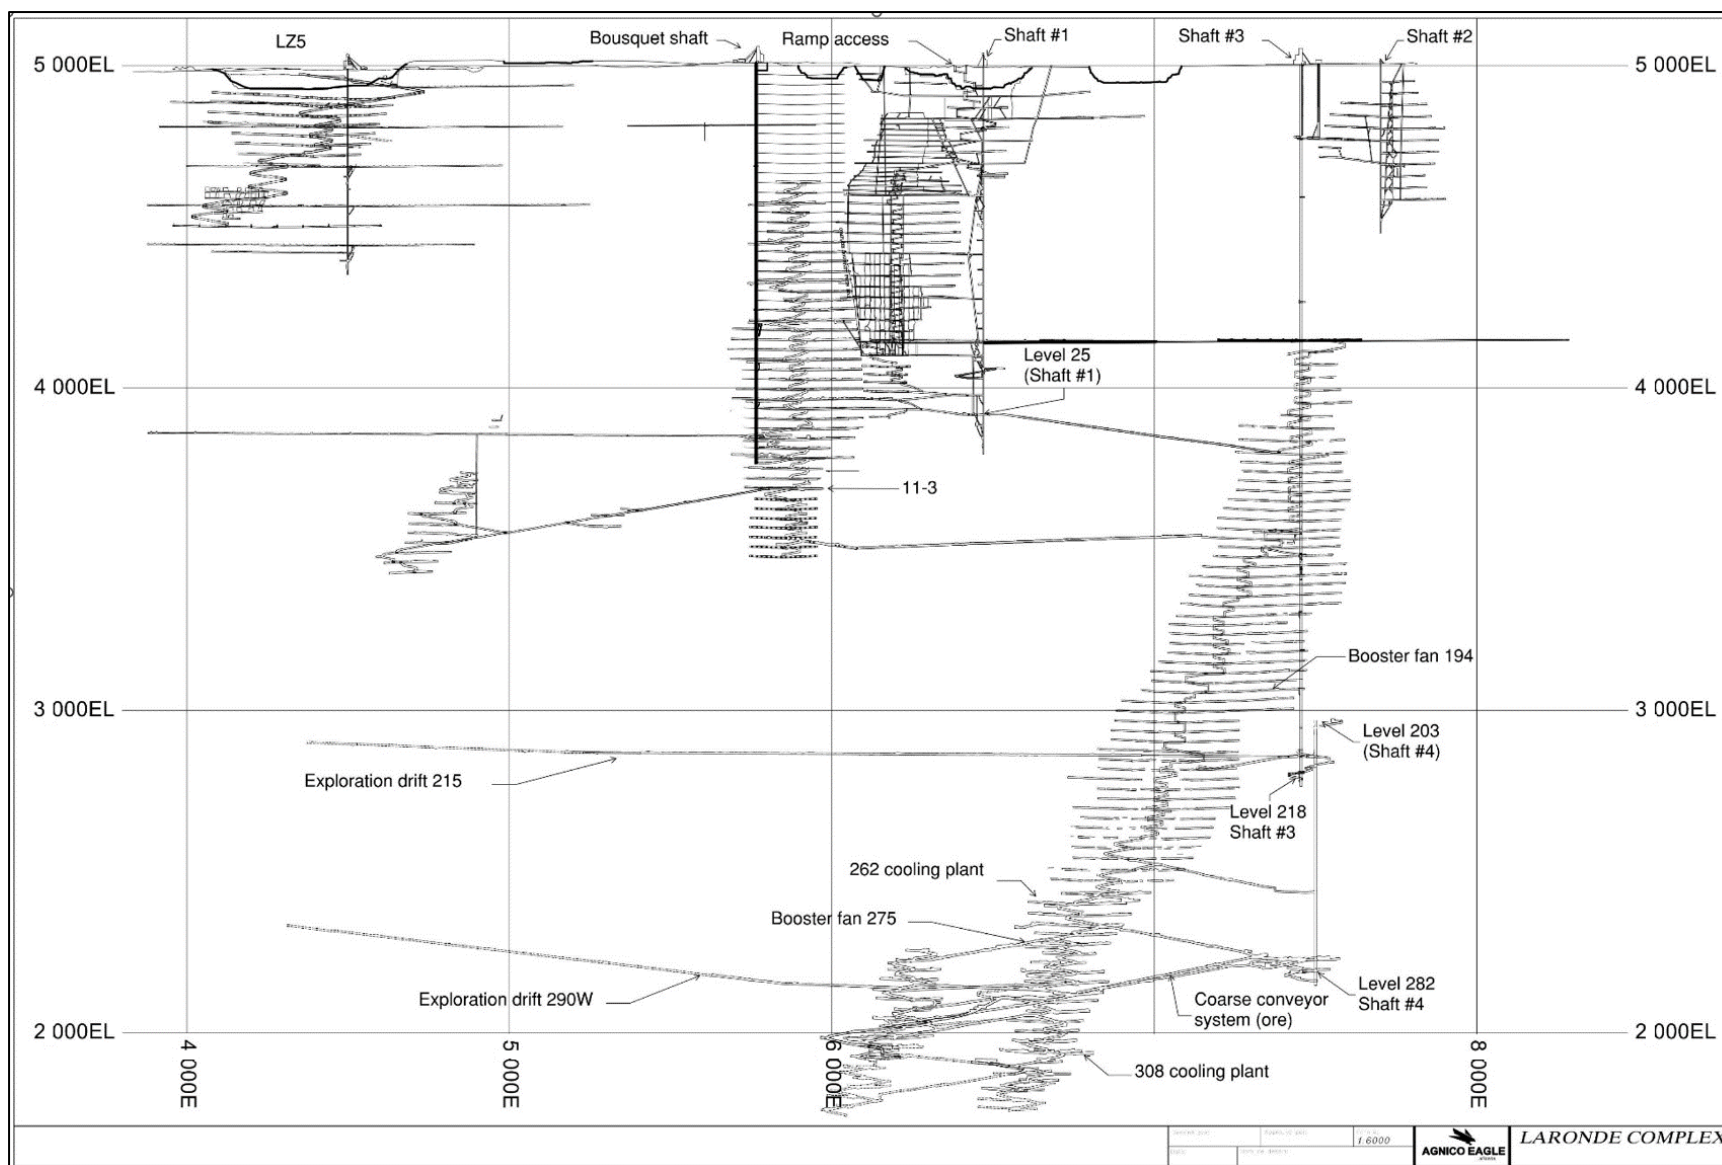 LZ5
Bousquet shaft
Ramp access
Shaft #1
Shaft #3
Shaft #2
5 000EL
5 000EL
Level 25
(Shaft #1)
4 000EL
4 000EL
11-3
Booster fan 194
3 000EL
3 000EL
Level 203
(Shaft #4)
Exploration drift 215
Level 218
Shaft #3
262 cooling plant
Booster fan 275
Exploration drift 290W
Coarse conveyor
system (ore)
Level 282
Shaft #4
2 000EL
2 000EL
308 cooling plant
4 000E
5 000E
6 000E
8 000E
1:6000
AGNICO EAGLE
LARONDE COMPLEX